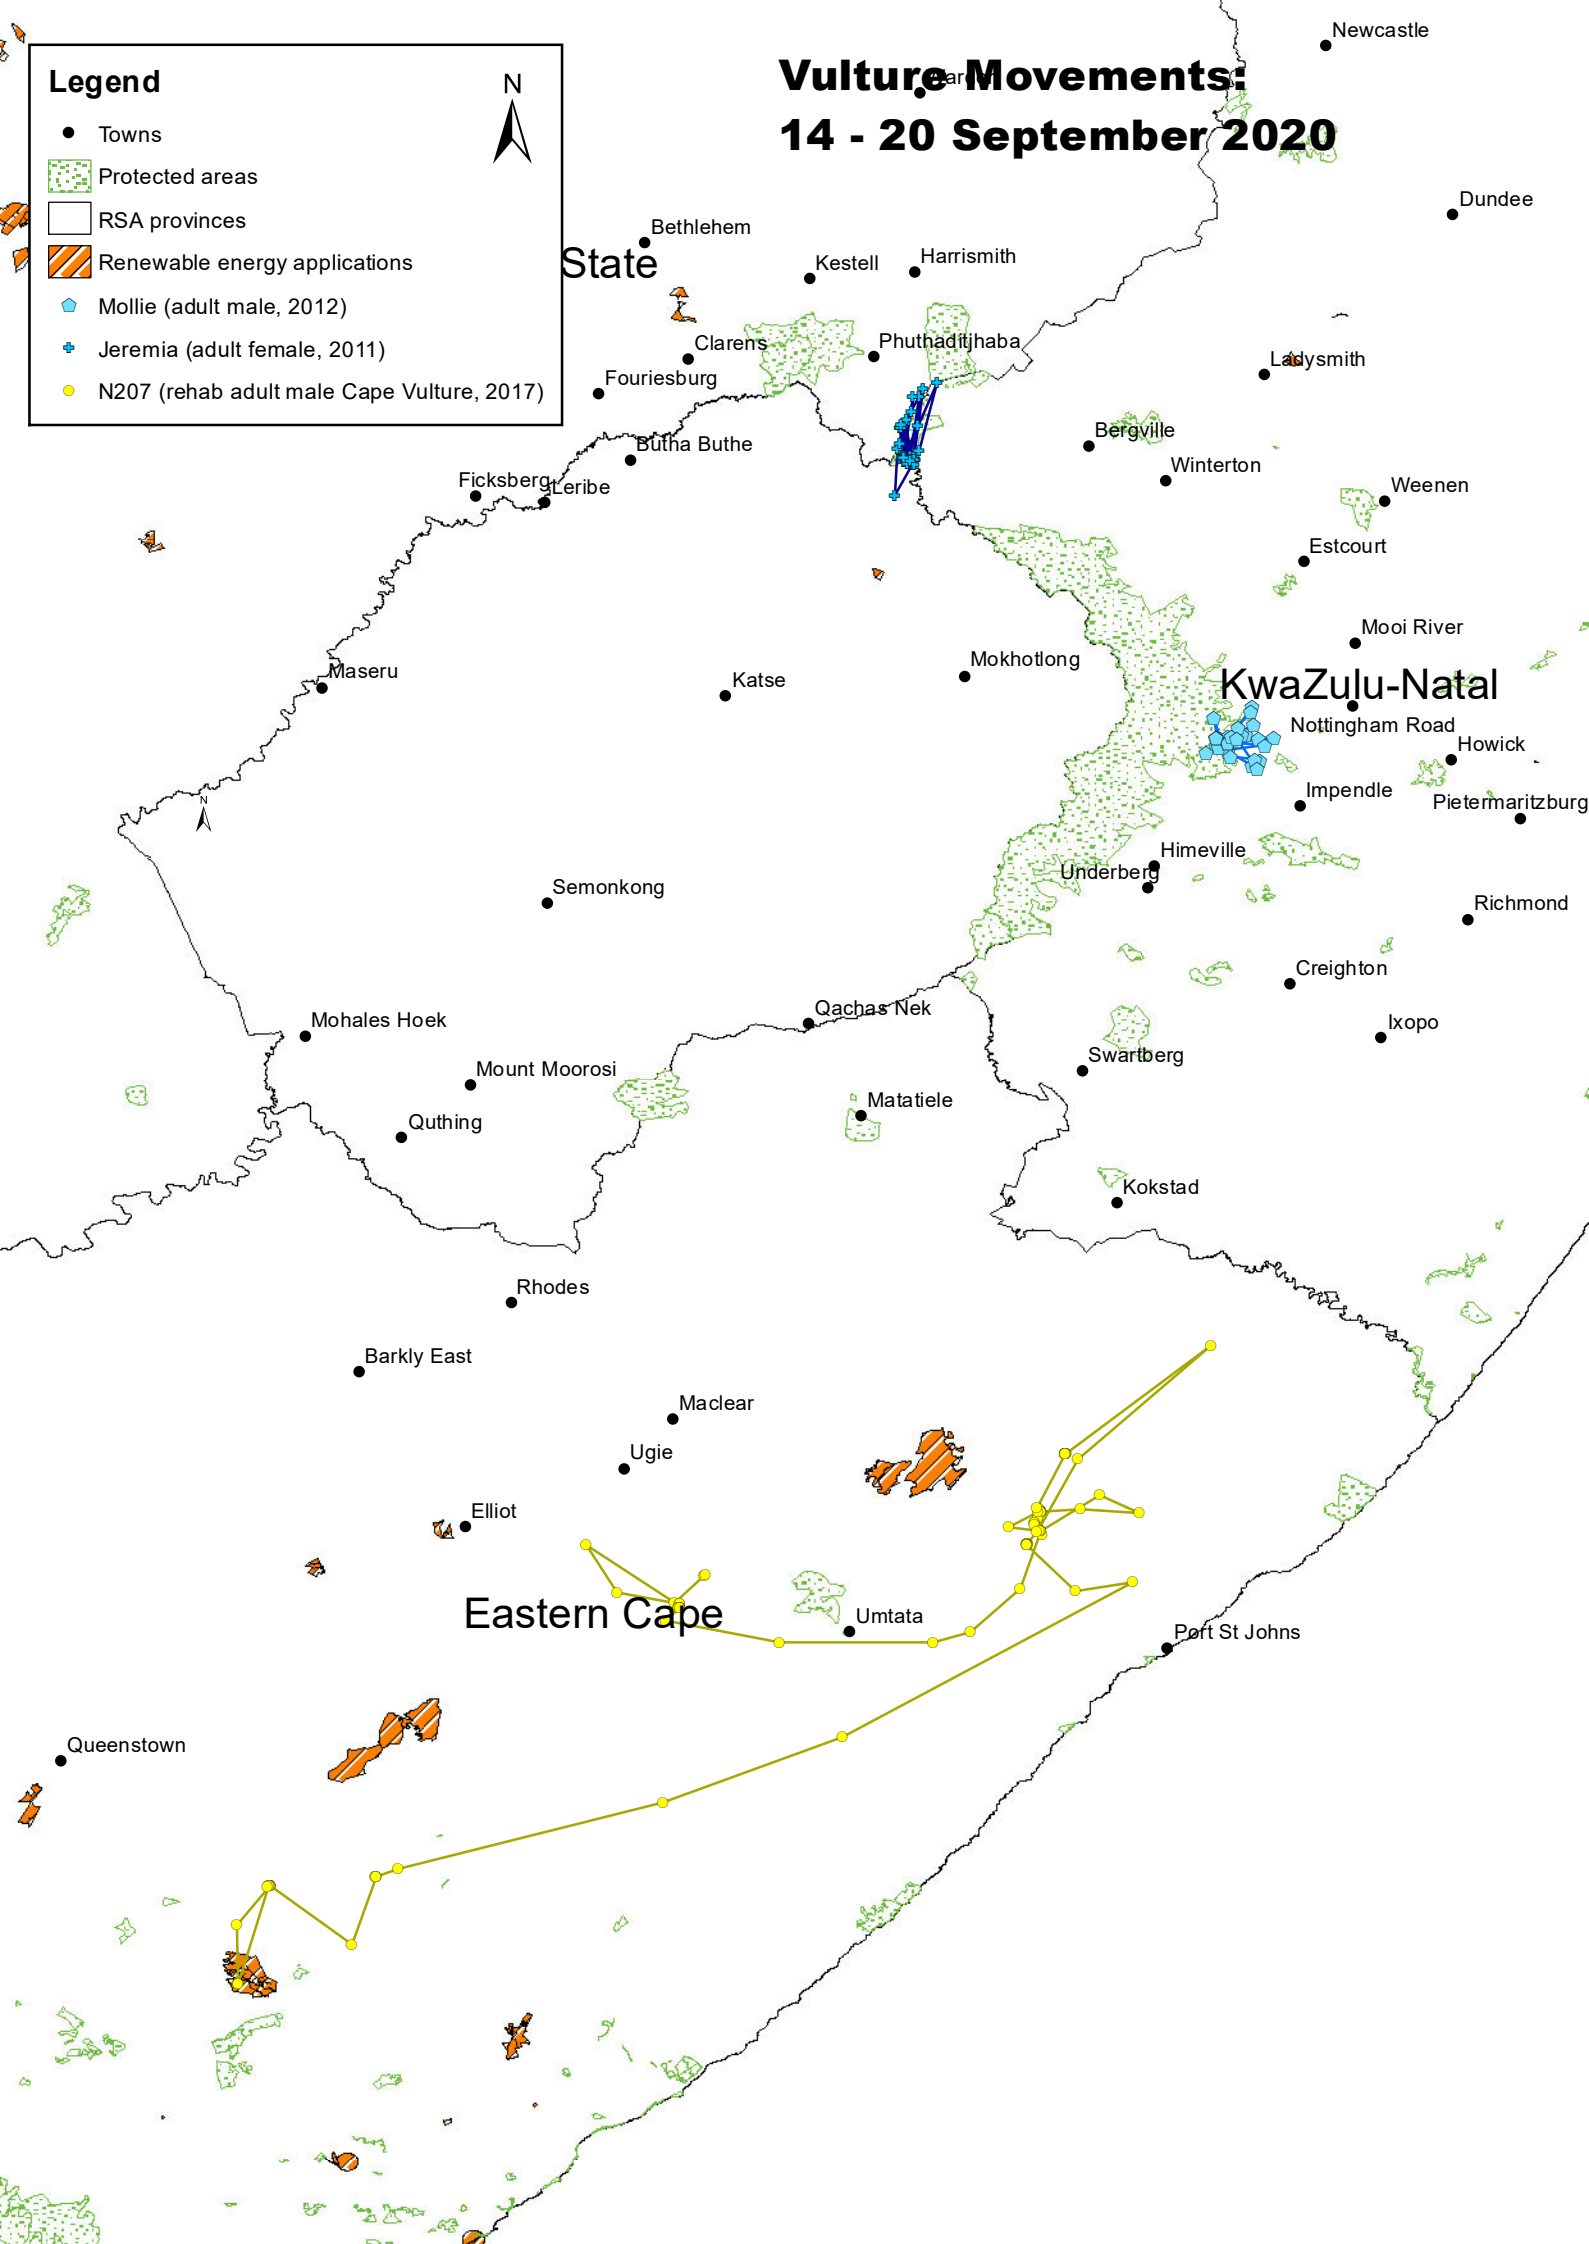 Newcastle
Vulture Movements:
14 - 20 September 2020
Legend
N
Towns
Protected areas
RSA provinces
Renewable energy applications
Mollie (adult male, 2012)
Jeremia (adult female, 2011)
N207 (rehab adult male Cape Vulture, 2017)
Dundee
Bethlehem
State
Kestell
Harrismith
Clarens
Phuthaditjhaba
Ladysmith
Fouriesburg
Butha Buthe
Bergville
Winterton
Ficksberg
Leribe
Weenen
Estcourt
Mooi River
Mokhotlong
Maseru
Katse
KwaZulu-Natal
Nottingham Road
Howick
Impendle
Pietermaritzburg
N
Himeville
Underberg
Semonkong
Richmond
Creighton
Qachas Nek
Mohales Hoek
Ixopo
Swartberg
Mount Moorosi
Matatiele
Quthing
Kokstad
Rhodes
Barkly East
Maclear
Ugie
Elliot
Eastern Cape
Umtata
Port St Johns
Queenstown